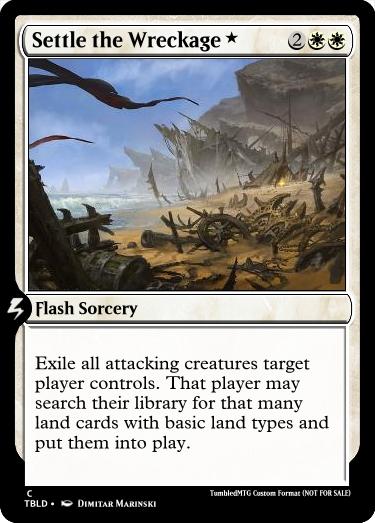 Settle the Wreckage ★ 2
Flash Sorcery
Exile all attacking creatures target
player controls. That player may
search their library for that many
land cards with basic land types and
put them into play.
C
TBLD • Dimitar Marinski
TumbledMTG Custom Format (NOT FOR SALE)